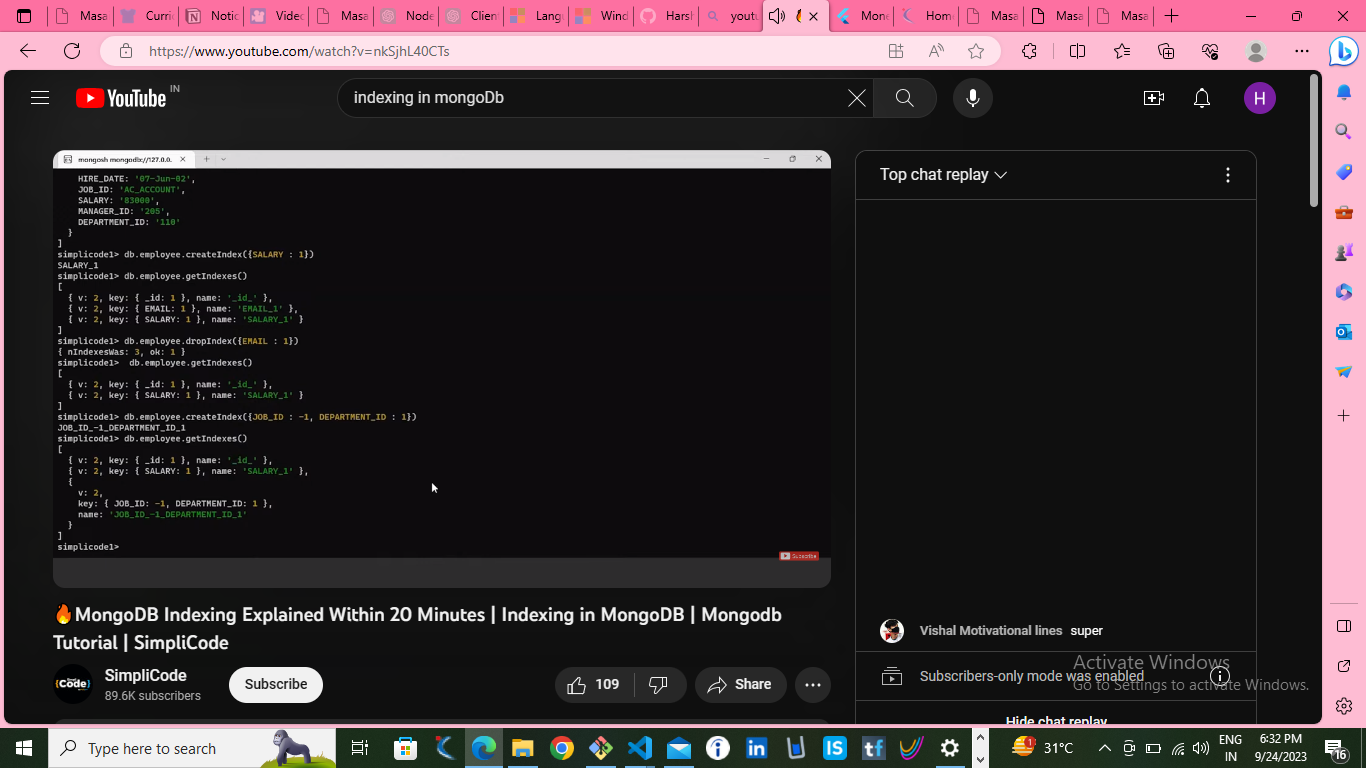 Masa
Curric
Notic
Videc
Masa
Node
Clien
Lang
Wind
Harsh
youtu
Mone
Home
Masa
Masa
Masa
https://www.youtube.com/watch?v=nkSjhL40CTs
YouTube IN
indexing in mongoDb
H
mongosh mongodb://127.0.0.
HIRE_DATE: '07-Jun-02',
JOB_ID: 'AC_ACCOUNT',
SALARY: '83000',
MANAGER_ID: '205',
DEPARTMENT_ID: '110'
}
]
simplicode1> db.employee.createIndex({SALARY : 1})
SALARY_1
simplicode1> db.employee.getIndexes()
[
{ v: 2, key: { _id: 1 }, name: '_id_' },
{ v: 2, key: { EMAIL: 1 }, name: 'EMAIL_1' },
{ v: 2, key: { SALARY: 1 }, name: 'SALARY_1' }
]
simplicode1> db.employee.dropIndex({EMAIL : 1})
{ nIndexesWas: 3, ok: 1 }
simplicode1>  db.employee.getIndexes()
[
{ v: 2, key: { _id: 1 }, name: '_id_' },
{ v: 2, key: { SALARY: 1 }, name: 'SALARY_1' }
]
simplicode1> db.employee.createIndex({JOB_ID : -1, DEPARTMENT_ID : 1})
JOB_ID_-1_DEPARTMENT_ID_1
simplicode1> db.employee.getIndexes()
[
{ v: 2, key: { _id: 1 }, name: '_id_' },
{ v: 2, key: { SALARY: 1 }, name: 'SALARY_1' },
{
v: 2,
key: { JOB_ID: -1, DEPARTMENT_ID: 1 },
name: 'JOB_ID_-1_DEPARTMENT_ID_1'
}
]
simplicode1>
Subscribe
🔥MongoDB Indexing Explained Within 20 Minutes | Indexing in MongoDB | Mongodb
Tutorial | SimpliCode
Code
SimpliCode
89.6K subscribers
Subscribe
109
Share
Top chat replay
Vishal Motivational lines super
Subscribers-only mode was enabled
Hide chat replay
Activate Windows
Go to Settings to activate Windows.
Type here to search
31°C
ENG
IN
6:32 PM
9/24/2023
16